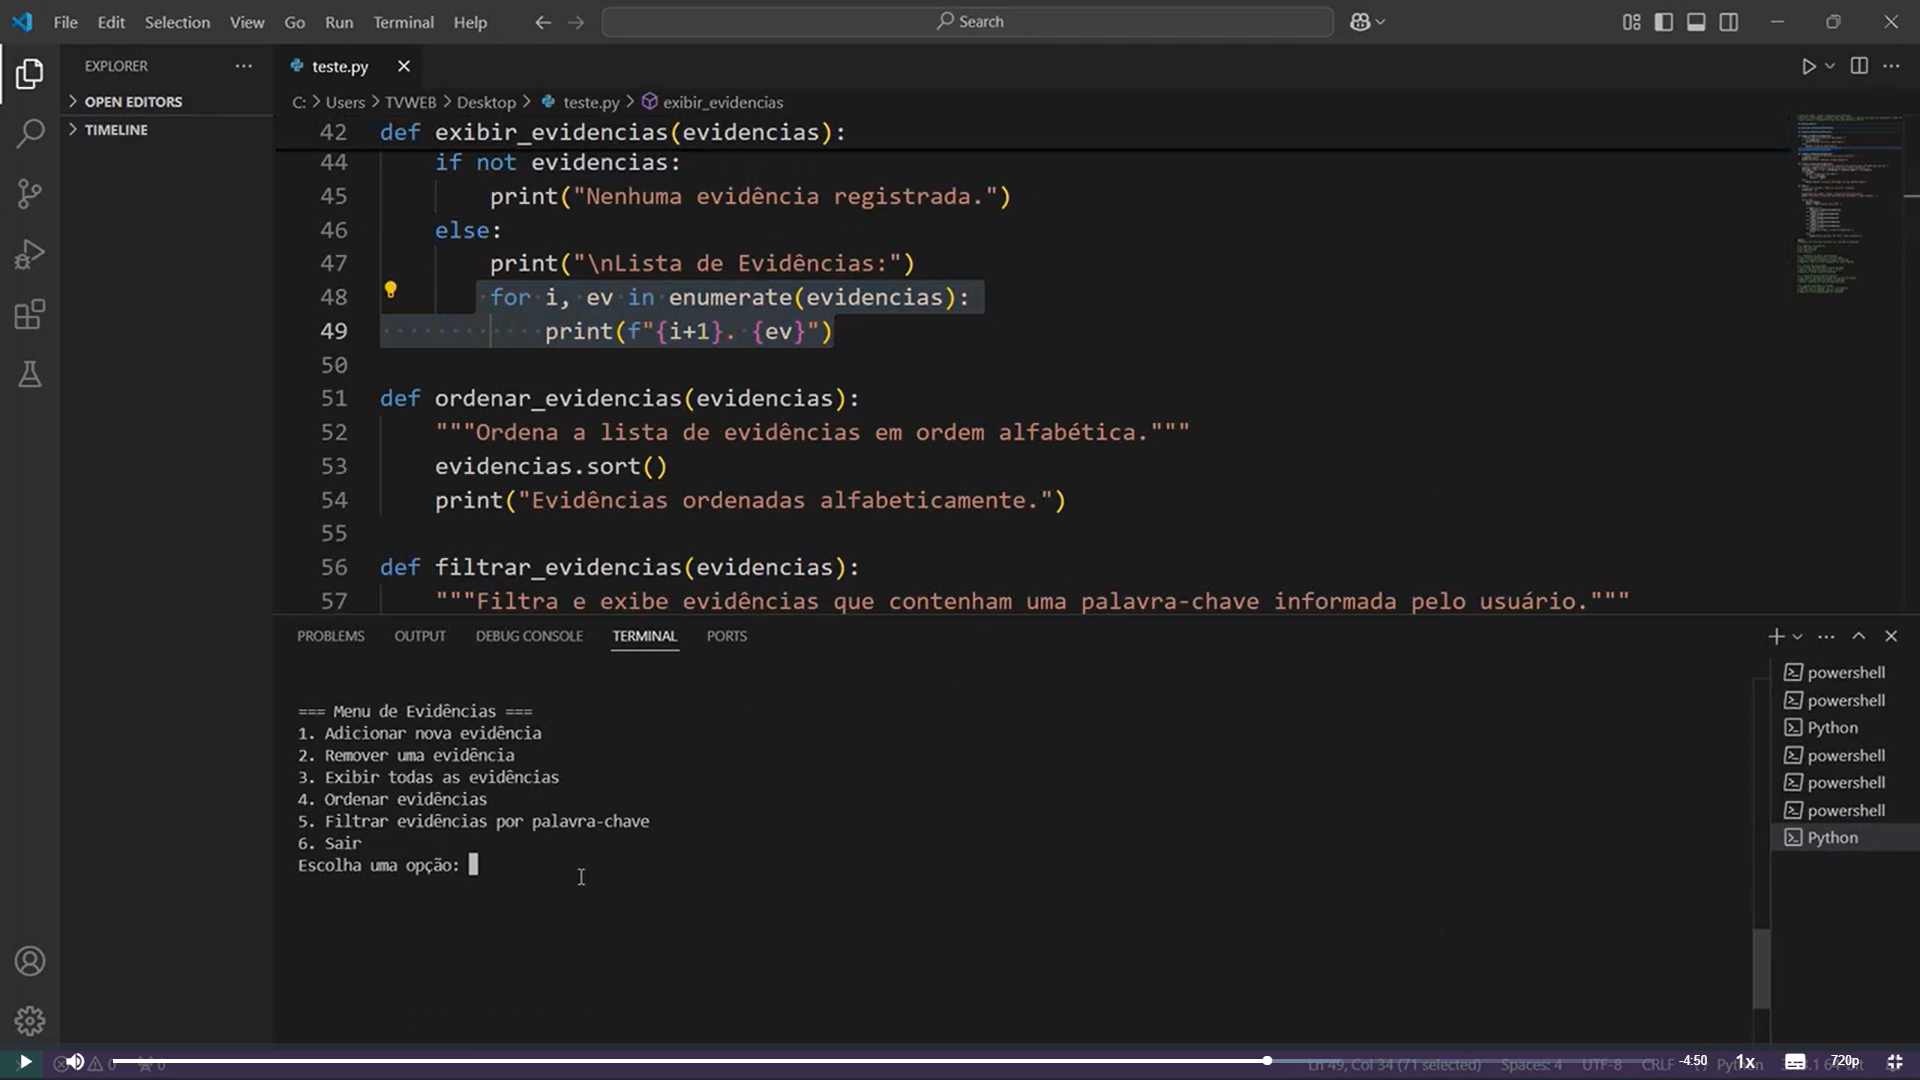 File Edit Selection View Go Run Terminal Help
Search
EXPLORER
teste.py
OPEN EDITORS
TIMELINE
C: > Users > TVWEB > Desktop > teste.py > exibir_evidencias
42 def exibir_evidencias(evidencias):
44 if not evidencias:
45 print("Nenhuma evidência registrada.")
46 else:
47 print("\nLista de Evidências:")
48 for i, ev in enumerate(evidencias):
49 print(f"{i+1}. {ev}")
50
51 def ordenar_evidencias(evidencias):
52 """Ordena a lista de evidências em ordem alfabética."""
53 evidencias.sort()
54 print("Evidências ordenadas alfabeticamente.")
55
56 def filtrar_evidencias(evidencias):
57 """Filtra e exibe evidências que contenham uma palavra-chave informada pelo usuário."""
PROBLEMS OUTPUT DEBUG CONSOLE TERMINAL PORTS
=== Menu de Evidências ===
1. Adicionar nova evidência
2. Remover uma evidência
3. Exibir todas as evidências
4. Ordenar evidências
5. Filtrar evidências por palavra-chave
6. Sair
Escolha uma opção:
powershell
powershell
Python
powershell
powershell
powershell
Python
0 0
Ln 49, Col 34 (71 selected) Spaces: 4 UTF-8 CRLF Python
-4:50 1x 720p